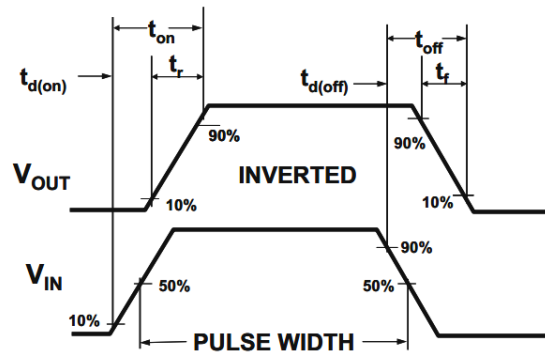 t_on
t_off
t_d(on)
t_r
t_d(off)
t_f
90%
90%
V_OUT
INVERTED
10%
10%
90%
V_IN
50%
50%
10%
PULSE WIDTH